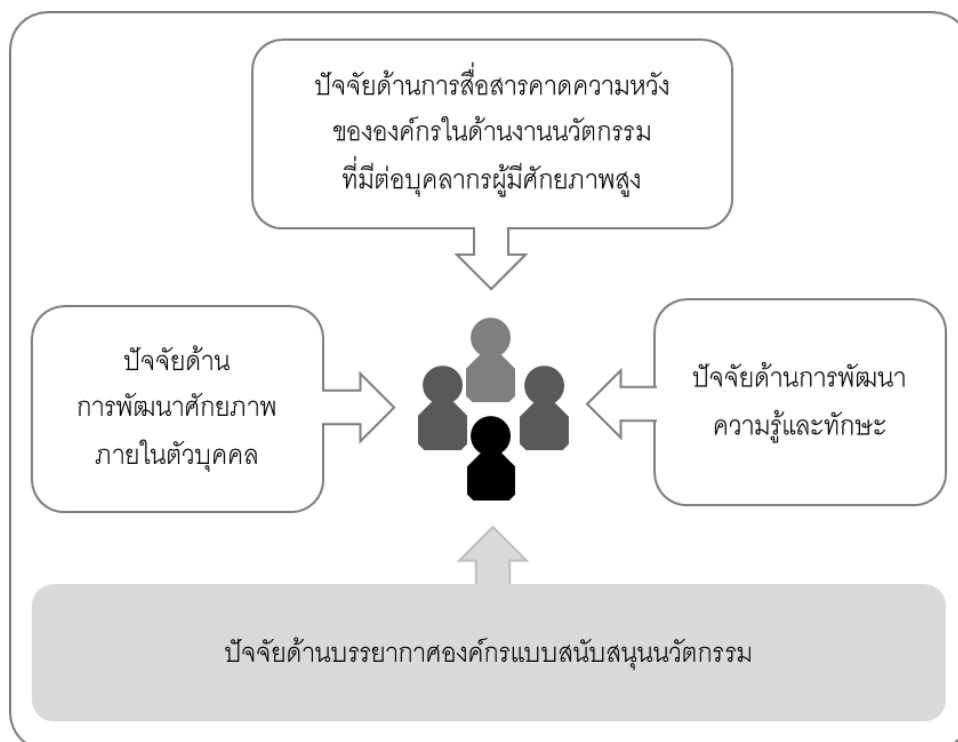 ปัจจัยด้านการสื่อสารคาดความหวัง
ขององค์กรในด้านงานนวัตกรรม
ที่มีต่อบุคลากรผู้มีศักยภาพสูง
ปัจจัยด้าน
การพัฒนาศักยภาพ
ภายในตัวบุคคล
ปัจจัยด้านการพัฒนา
ความรู้และทักษะ
ปัจจัยด้านบรรยากาศองค์กรแบบสนับสนุนนวัตกรรม